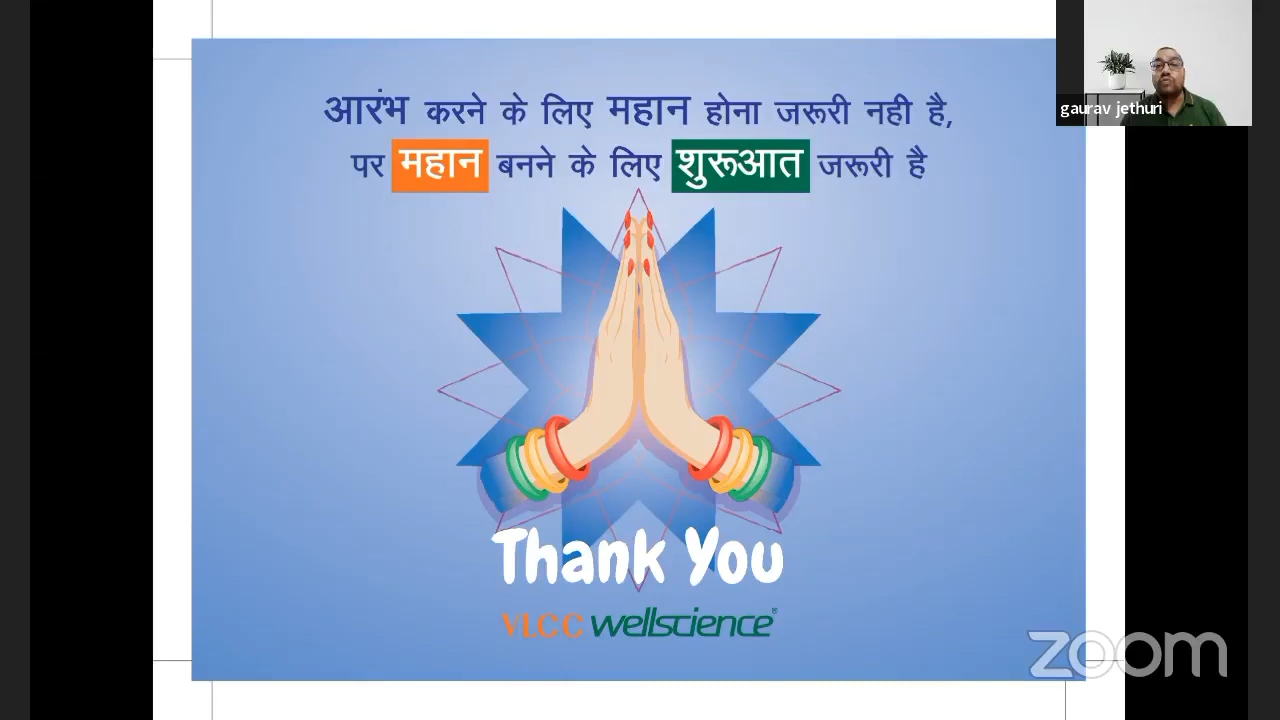 आरंभ करने के लिए महान होना जरूरी नही है,
पर महान बनने के लिए शुरूआत जरूरी है
Thank You
VLCC wellscience®
gaurav jethuri
zoom